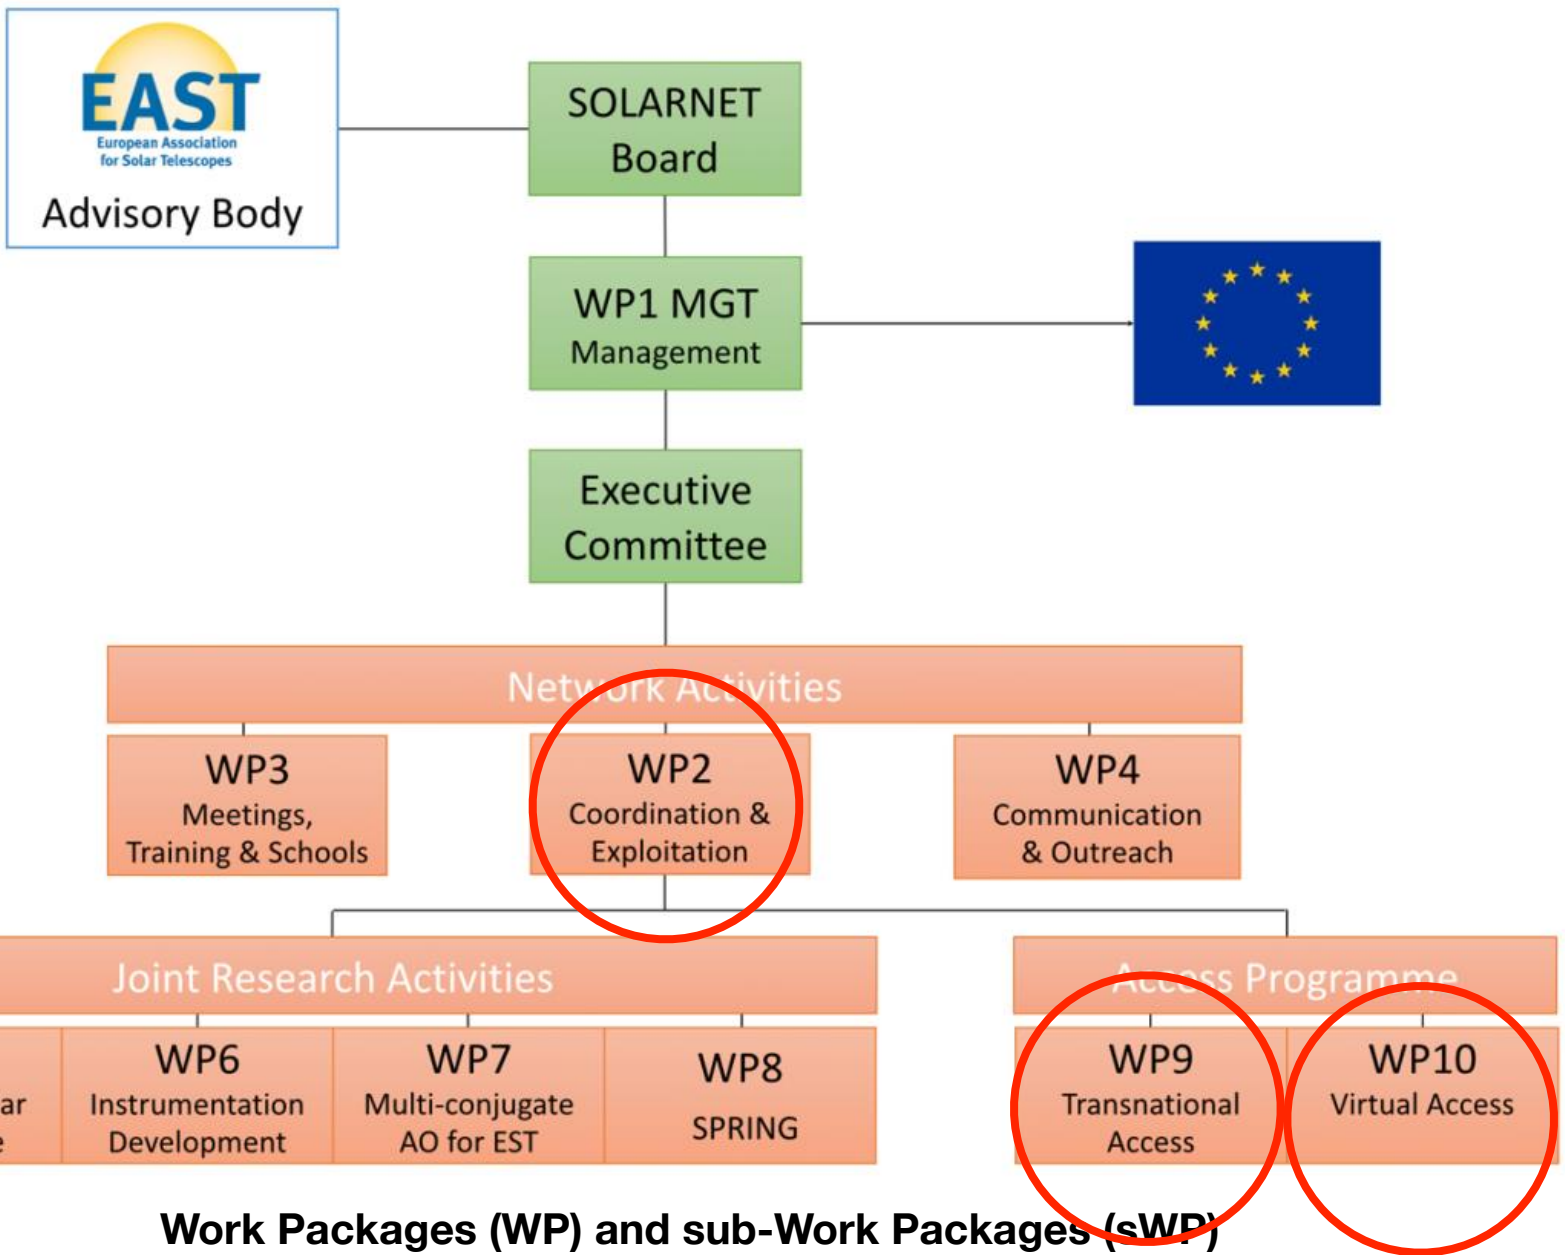 EAST
European Association
for Solar Telescopes
Advisory Body
SOLARNET
Board
WP1 MGT
Management
Executive
Committee
Network Activities
WP3
Meetings,
Training & Schools
WP2
Coordination &
Exploitation
WP4
Communication
& Outreach
Joint Research Activities
Access Programme
WP6
Instrumentation
Development
WP7
Multi-conjugate
AO for EST
WP8
SPRING
WP9
Transnational
Access
WP10
Virtual Access
Work Packages (WP) and sub-Work Packages (sWP)